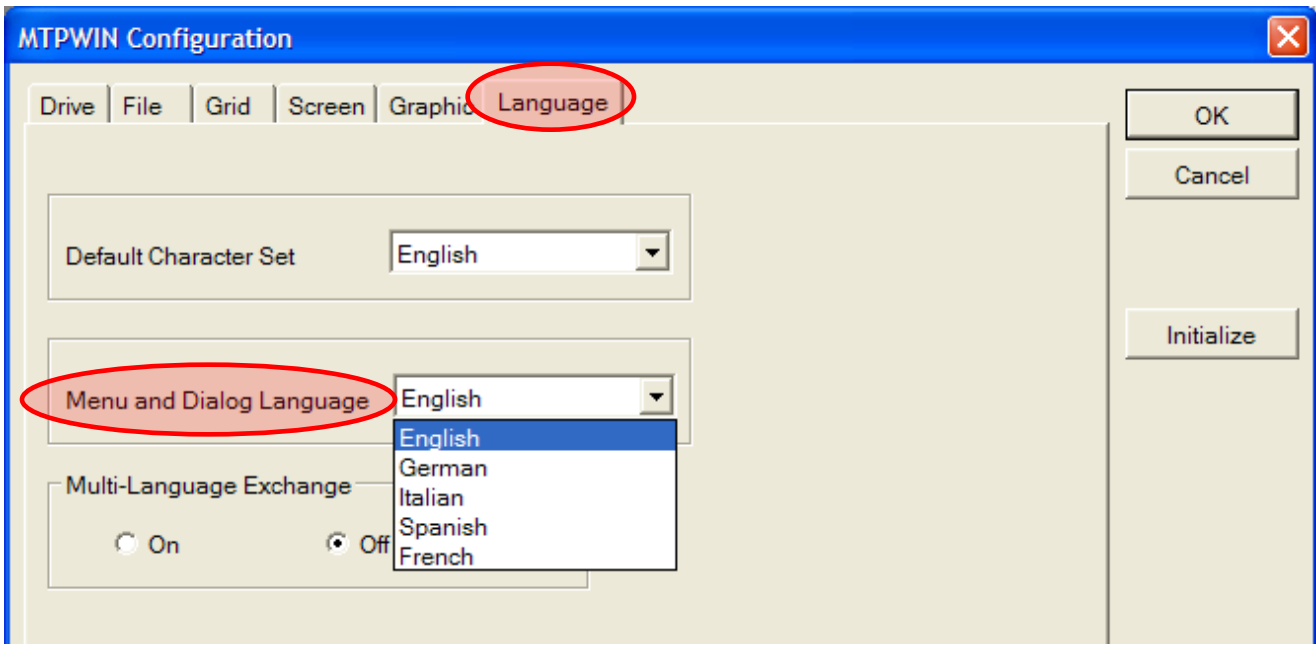 MTPWIN Configuration
Drive File Grid Screen Graphic Language
OK
Cancel
Default Character Set English
Initialize
Menu and Dialog Language English
English
German
Multi-Language Exchange
Italian
Spanish
On Off
French